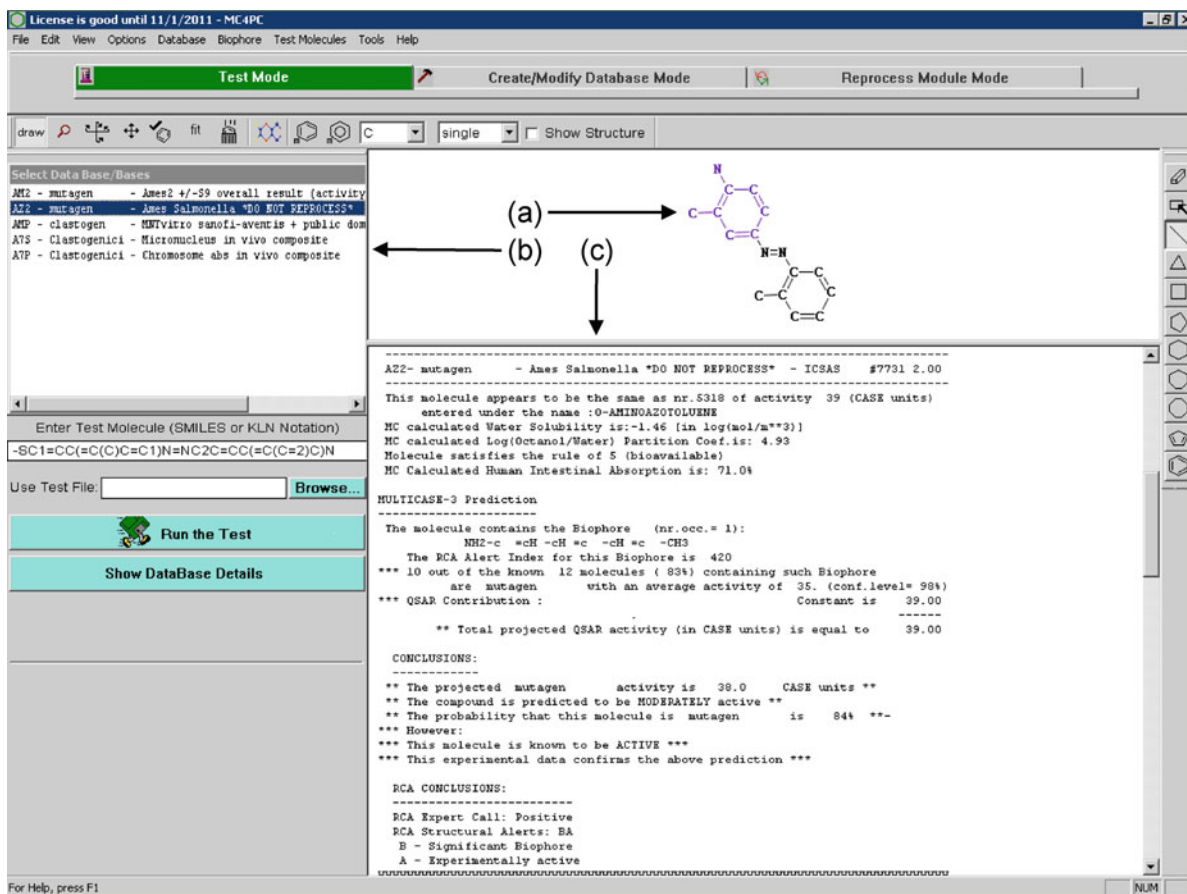 License is good until 11/1/2011 - MC4PC
File Edit View Options Database Biophore Test Molecules Tools Help
Test Mode
Create/Modify Database Mode
Reprocess Module Mode
draw
fit
C
single
Show Structure
Select Data Base/Bases
AM2 - mutagen - Ames2 +/-S9 overall result (activity
AZ2 - mutagen - Ames Salmonella *DO NOT REPROCESS*
AMP - clastogen - MNTvitro sanofi-aventis + public dom
A7S - Clastogenici - Micronucleus in vivo composite
A7P - Clastogenici - Chromosome abs in vivo composite
(a)
(b) (c)
N
C C C
C C
C=C
N=N
C-C
C-C C
C=C
Enter Test Molecule (SMILES or KLN Notation)
-SC1=CC(=C(C)C=C1)N=NC2C=CC(=C(C=2)C)N
Use Test File:
Browse...
Run the Test
Show DataBase Details
AZ2- mutagen - Ames Salmonella *DO NOT REPROCESS* - ICSAS #7731 2.00
This molecule appears to be the same as nr.5318 of activity 39 (CASE units)
entered under the name :O-AMINOAZOTOLUENE
MC calculated Water Solubility is:-1.46 [in log(mol/m**3)]
MC calculated Log(Octanol/Water) Partition Coef.is: 4.93
Molecule satisfies the rule of 5 (bioavailable)
MC Calculated Human Intestinal Absorption is: 71.0%
MULTICASE-3 Prediction
---------------------
The molecule contains the Biophore (nr.occ.= 1):
NH2-c =cH -cH =c -cH =c -CH3
The RCA Alert Index for this Biophore is 420
*** 10 out of the known 12 molecules ( 83%) containing such Biophore
are mutagen with an average activity of 35. (conf.level= 98%)
*** QSAR Contribution : Constant is 39.00
------
** Total projected QSAR activity (in CASE units) is equal to 39.00
CONCLUSIONS:
------------
** The projected mutagen activity is 38.0 CASE units **
** The compound is predicted to be MODERATELY active **
** The probability that this molecule is mutagen is 84% **-
*** However:
*** This molecule is known to be ACTIVE ***
*** This experimental data confirms the above prediction ***
RCA CONCLUSIONS:
-------------------------
RCA Expert Call: Positive
RCA Structural Alerts: BA
B - Significant Biophore
A - Experimentally active
For Help, press F1
NUM